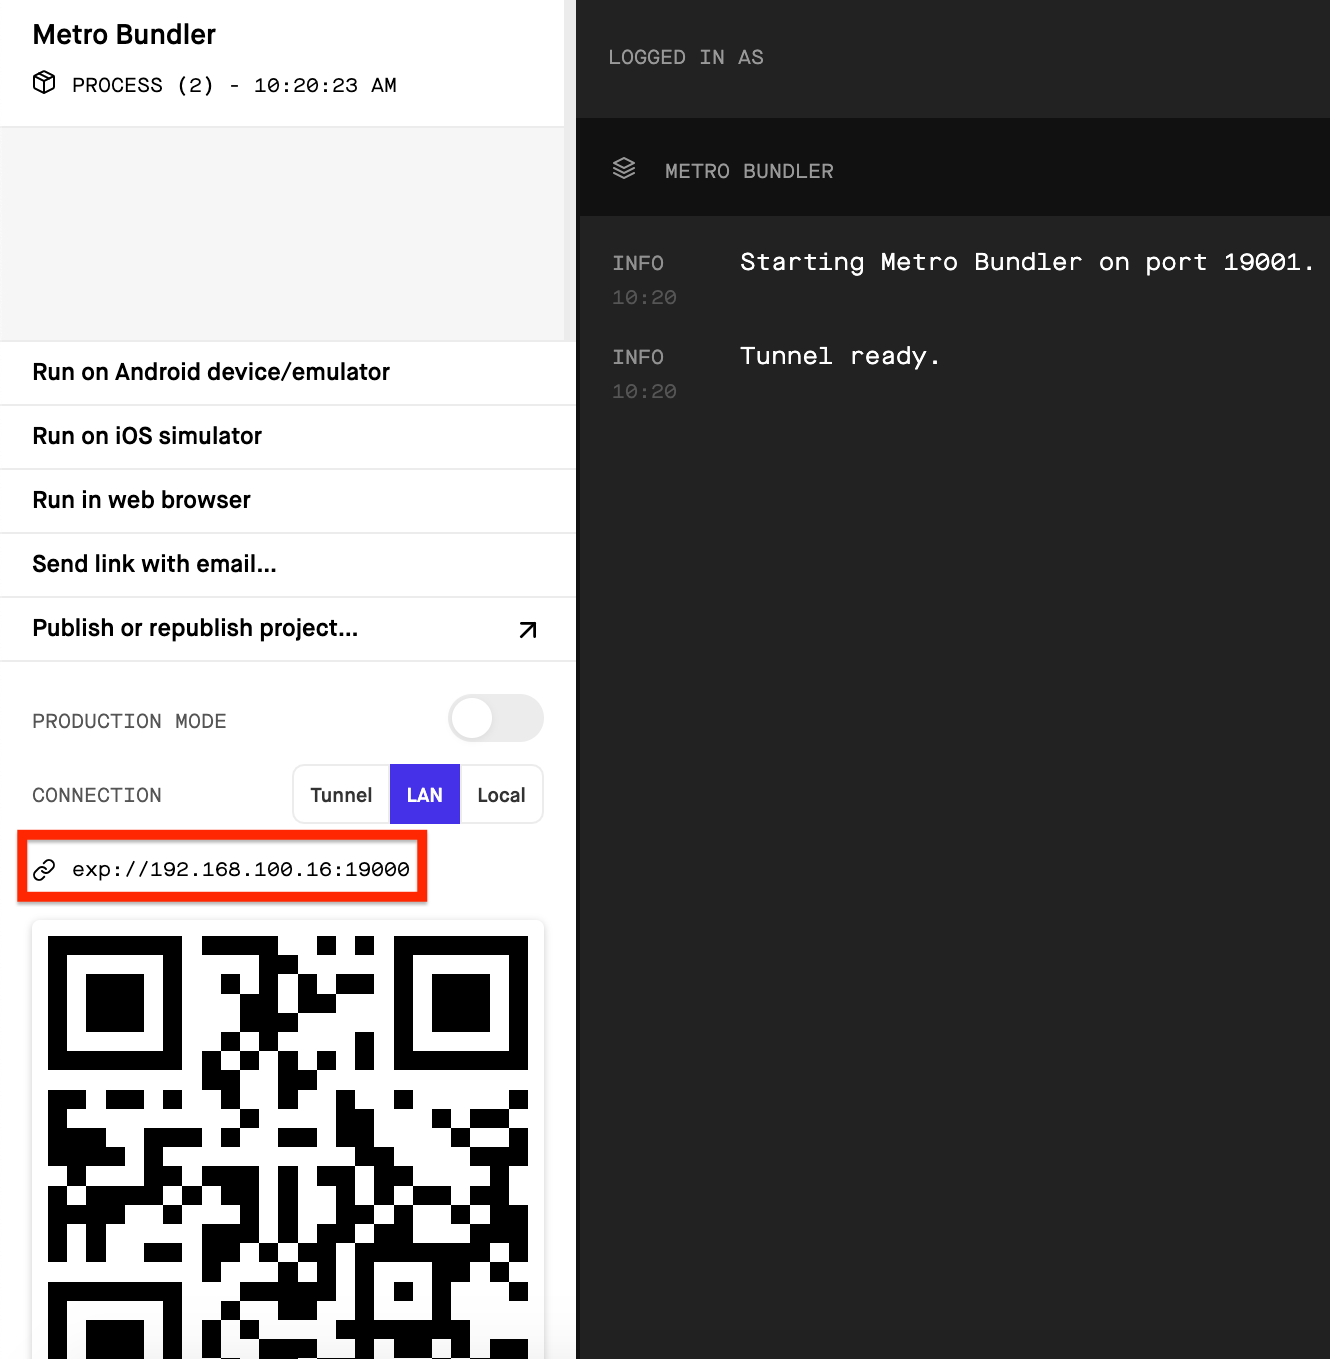 Metro Bundler
PROCESS (2) - 10:20:23 AM
Run on Android device/emulator
Run on iOS simulator
Run in web browser
Send link with email...
Publish or republish project...
PRODUCTION MODE
CONNECTION Tunnel LAN Local
exp://192.168.100.16:19000
LOGGED IN AS
METRO BUNDLER
INFO Starting Metro Bundler on port 19001.
10:20
INFO Tunnel ready.
10:20